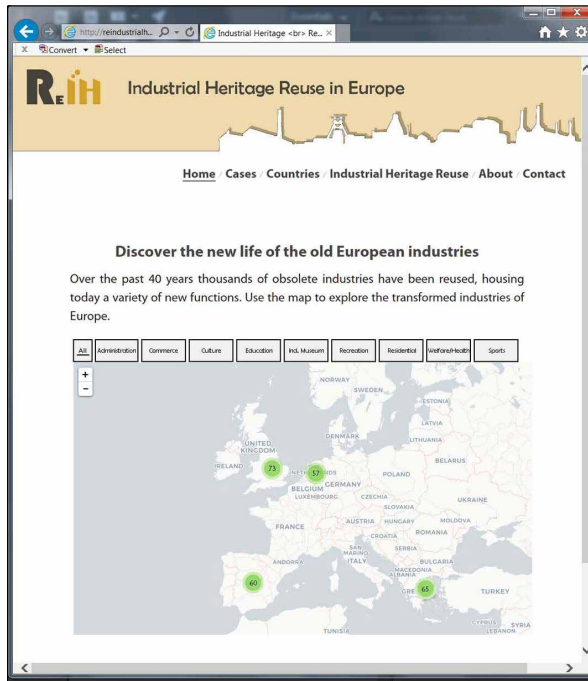 http://reindustrialh...
Industrial Heritage <br> Re...
x Convert Select
ReiH Industrial Heritage Reuse in Europe
Home / Cases / Countries / Industrial Heritage Reuse / About / Contact
Discover the new life of the old European industries
Over the past 40 years thousands of obsolete industries have been reused, housing
today a variety of new functions. Use the map to explore the transformed industries of
Europe.
All Administration Commerce Culture Education Ind. Museum Recreation Residential Welfare/Health Sports
+
−
NORWAY
SWEDEN
ESTONIA
LATVIA
DENMARK
LITHUANIA
UNITED
KINGDOM
BELARUS
IRELAND
73
57
POLAND
GERMANY
BELGIUM
LUXEMBOURG
CZECHIA
UKRAINE
SLOVAKIA
AUSTRIA HUNGARY MOLDOVA
FRANCE
CROATIA ROMANIA
SAN
MARINO
SERBIA
ANDORRA
ITALY
BULGARIA
MACEDONIA
ALBANIA
60
65
TURKEY
CYPRUS SYRIA
LEBANON
TUNISIA